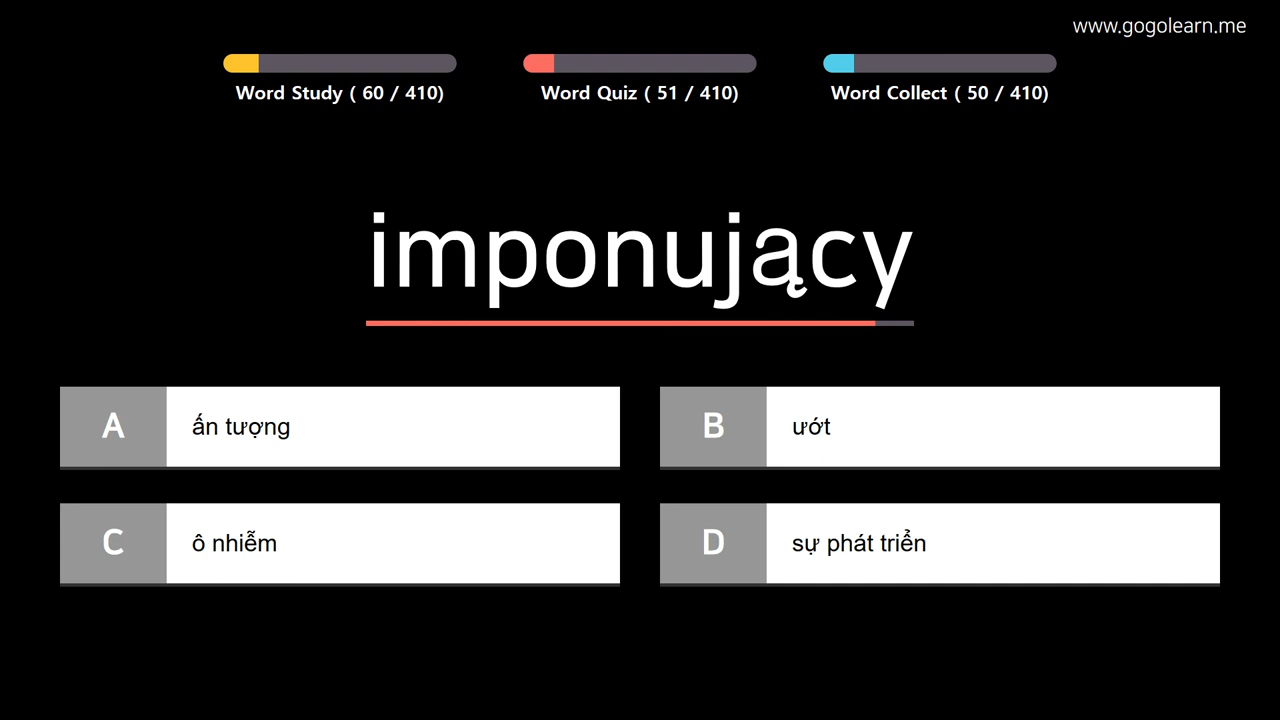 www.gogolearn.me
Word Study ( 60 / 410)
Word Quiz ( 51 / 410)
Word Collect ( 50 / 410)
imponujący
A
ấn tượng
B
ướt
C
ô nhiễm
D
sự phát triển